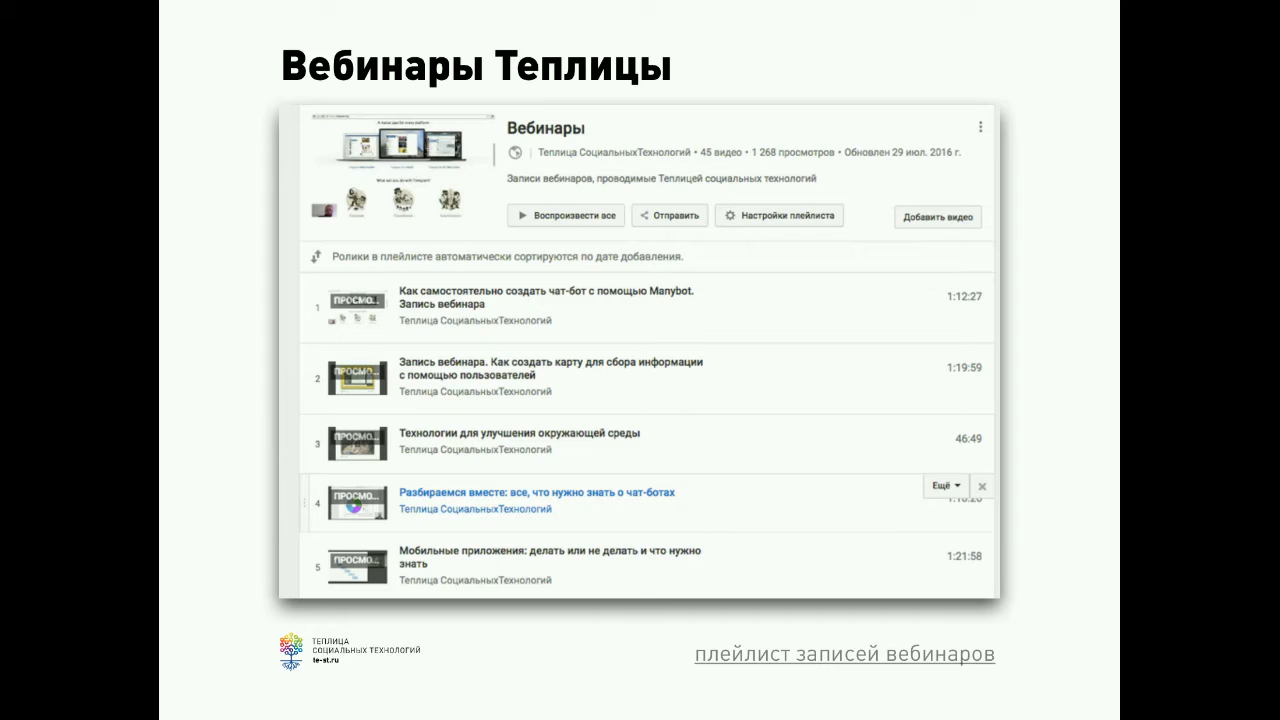 Вебинары Теплицы
Вебинары
Теплица СоциальныхТехнологий • 45 видео • 1 268 просмотров • Обновлен 29 июл. 2016 г.
Записи вебинаров, проводимые Теплицей социальных технологий
Воспроизвести все
Отправить
Настройки плейлиста
Добавить видео
Ролики в плейлисте автоматически сортируются по дате добавления.
1
ПРОСМО...
Как самостоятельно создать чат-бот с помощью Manybot.
Запись вебинара
Теплица СоциальныхТехнологий
1:12:27
2
ПРОСМО...
Запись вебинара. Как создать карту для сбора информации
с помощью пользователей
Теплица СоциальныхТехнологий
1:19:59
3
ПРОСМО...
Технологии для улучшения окружающей среды
Теплица СоциальныхТехнологий
46:49
4
ПРОСМО...
Разбираемся вместе: все, что нужно знать о чат-ботах
Теплица СоциальныхТехнологий
Ещё
5
ПРОСМО...
Мобильные приложения: делать или не делать и что нужно
знать
Теплица СоциальныхТехнологий
1:21:58
ТЕПЛИЦА
СОЦИАЛЬНЫХ ТЕХНОЛОГИЙ
te-st.ru
плейлист записей вебинаров